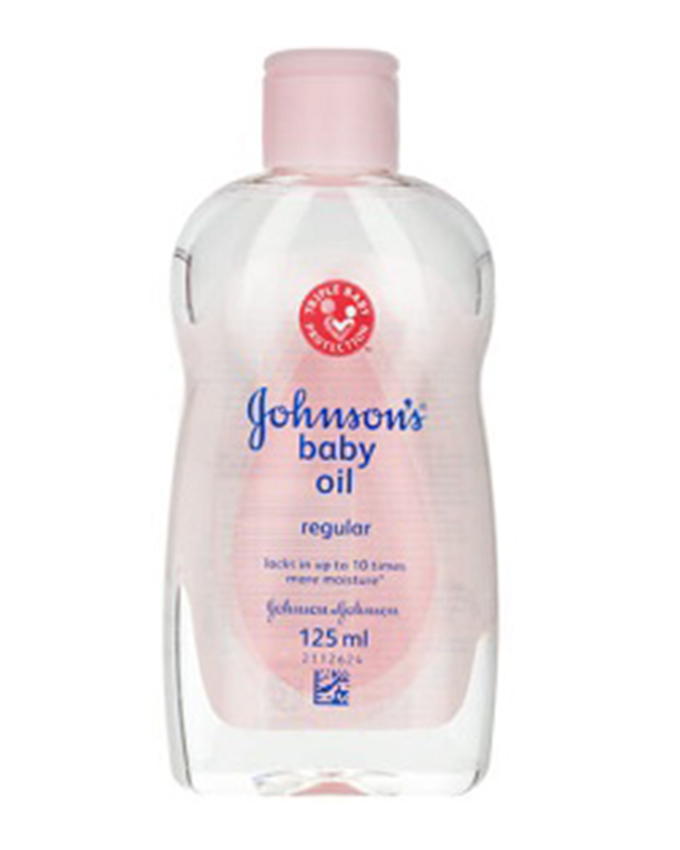 TRIPLE BABY
PROTECTION™
Johnson's®
baby
oil
regular
locks in up to 10 times
more moisture*
Johnson & Johnson
125 ml
2112624